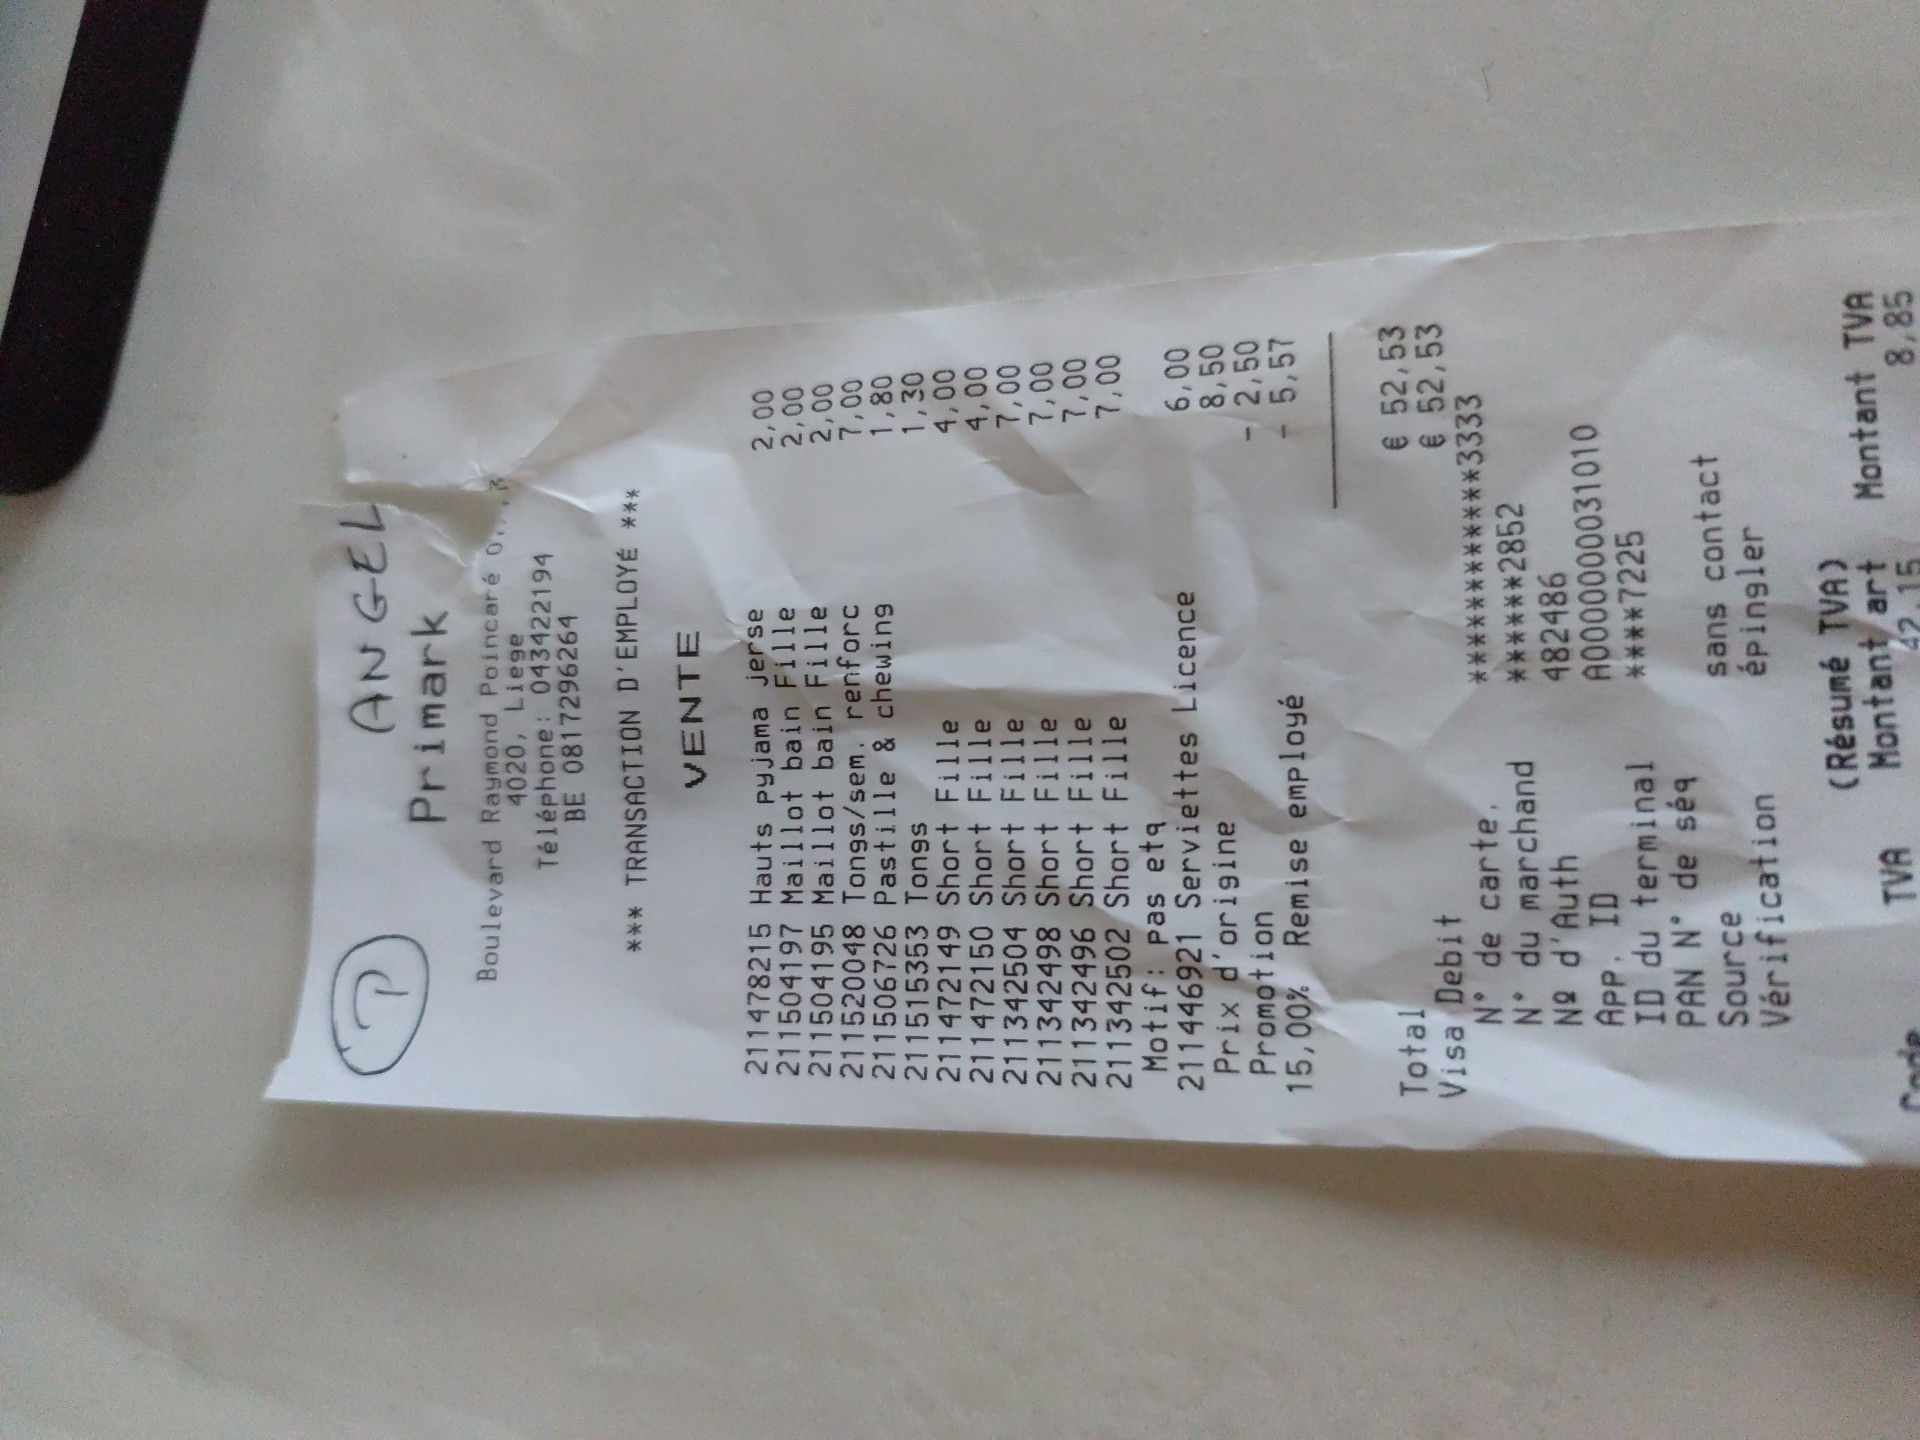 P ANGEL
Primark
Boulevard Raymond Poincaré
4020, Liege
Téléphone: 043422194
BE 0817296264
*** TRANSACTION D'EMPLOYÉ ***
VENTE
211478215 Hauts pyjama jerse 2,00
211504197 Maillot bain Fille 2,00
211504195 Maillot bain Fille 2,00
211520048 Tongs/sem. renforc 7,00
211506726 Pastille & chewing 1,80
211515353 Tongs 1,30
211472149 Short Fille 4,00
211472150 Short Fille 4,00
211342504 Short Fille 7,00
211342498 Short Fille 7,00
211342496 Short Fille 7,00
211342502 Short Fille 7,00
Motif: pas etq
211446921 Serviettes Licence 6,00
Prix d'origine 8,50
Promotion - 2,50
15,00% Remise employé - 5,57
Total € 52,53
Visa Debit € 52,53
N° de carte. ************3333
N° du marchand ******2852
Nº d'Auth 482486
APP. ID A0000000031010
ID du terminal ****7225
PAN N° de séq
Source sans contact
Vérification épingler
(Résumé TVA)
TVA Montant art Montant TVA
42,15 8,85